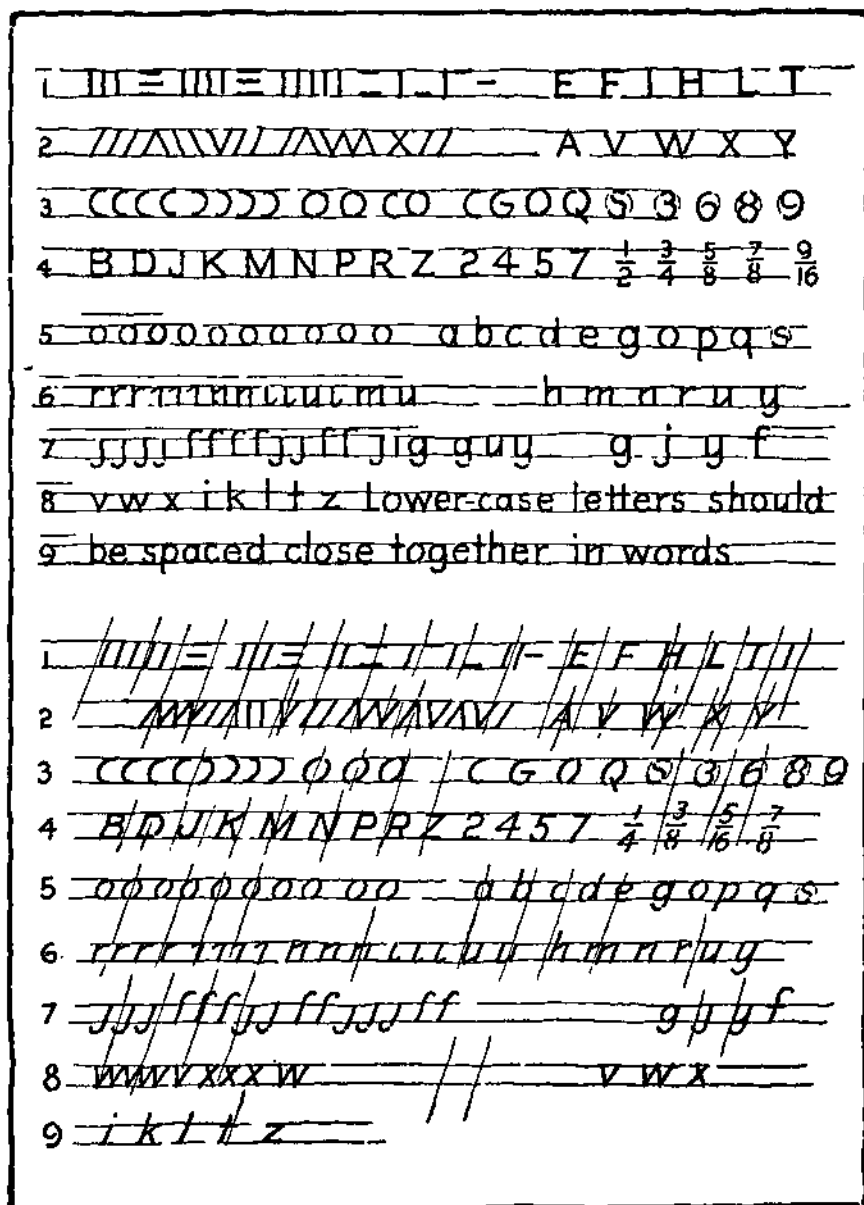 1 E F I H L T
2 A V W X Y
3 C G O Q S 3 6 8 9
4 B D J K M N P R Z 2 4 5 7 1/2 3/4 5/8 7/8 9/16
5 o o o o o o o o o o o a b c d e g o p q s
6 h m n r u y
7 g g u y g j y f
8 v w x i k l t z Lower-case letters should
9 be spaced close together in words
1 E F H L T I
2 A V W X Y
3 C G O Q S 3 6 8 9
4 B D J K M N P R Z 2 4 5 7 1/4 3/8 5/16 7/8
5 o o o o o o o o o o a b c d e g o p q s
6 h m n r u y
7 g j y f
8 v w x
9 i k l t z